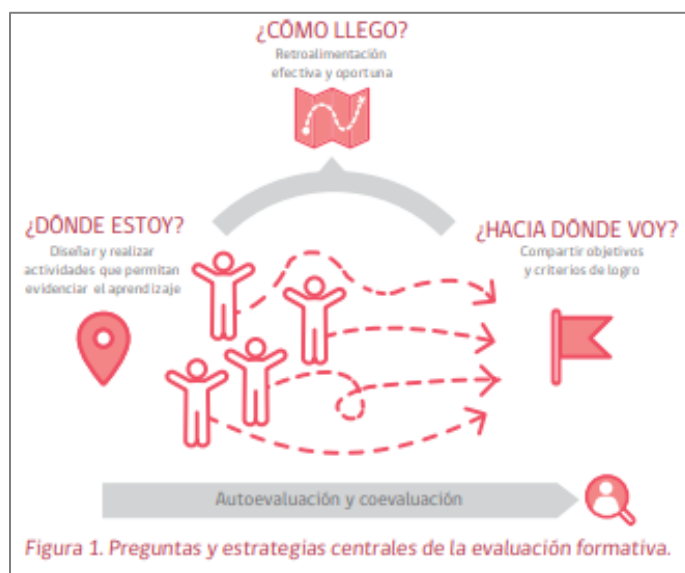 ¿CÓMO LLEGO?
Retroalimentación
efectiva y oportuna
¿DÓNDE ESTOY?
Diseñar y realizar
actividades que permitan
evidenciar el aprendizaje
¿HACIA DÓNDE VOY?
Compartir objetivos
y criterios de logro
Autoevaluación y coevaluación
Figura 1. Preguntas y estrategias centrales de la evaluación formativa.